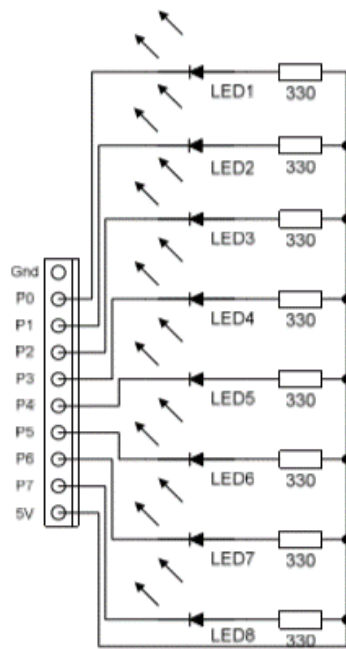 LED1 330
LED2 330
LED3 330
Gnd
P0
LED4 330
P1
P2
P3
LED5 330
P4
P5
LED6 330
P6
P7
5V
LED7 330
LED8 330